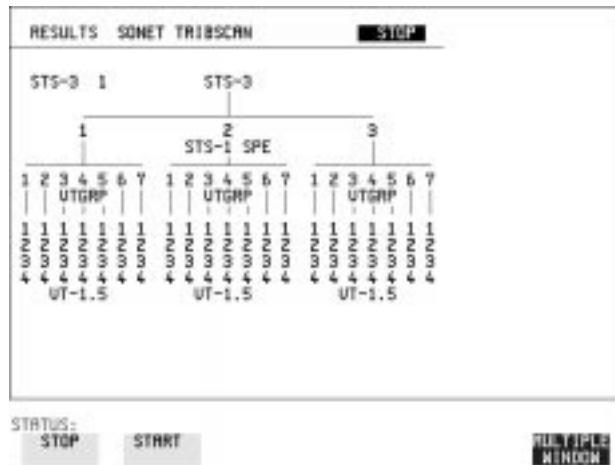 RESULTS SONET TRIBSCAN STOP
STS-3 1 STS-3
1 2 3
STS-1 SPE
1 2 3 4 5 6 7 1 2 3 4 5 6 7 1 2 3 4 5 6 7
VTGRP VTGRP VTGRP
1 1 1 1 1 1 1 1 1 1 1 1 1 1 1 1 1 1 1 1 1
2 2 2 2 2 2 2 2 2 2 2 2 2 2 2 2 2 2 2 2 2
3 3 3 3 3 3 3 3 3 3 3 3 3 3 3 3 3 3 3 3 3
4 4 4 4 4 4 4 4 4 4 4 4 4 4 4 4 4 4 4 4 4
VT-1.5 VT-1.5 VT-1.5
STATUS:
STOP START MULTIPLE
WINDOW